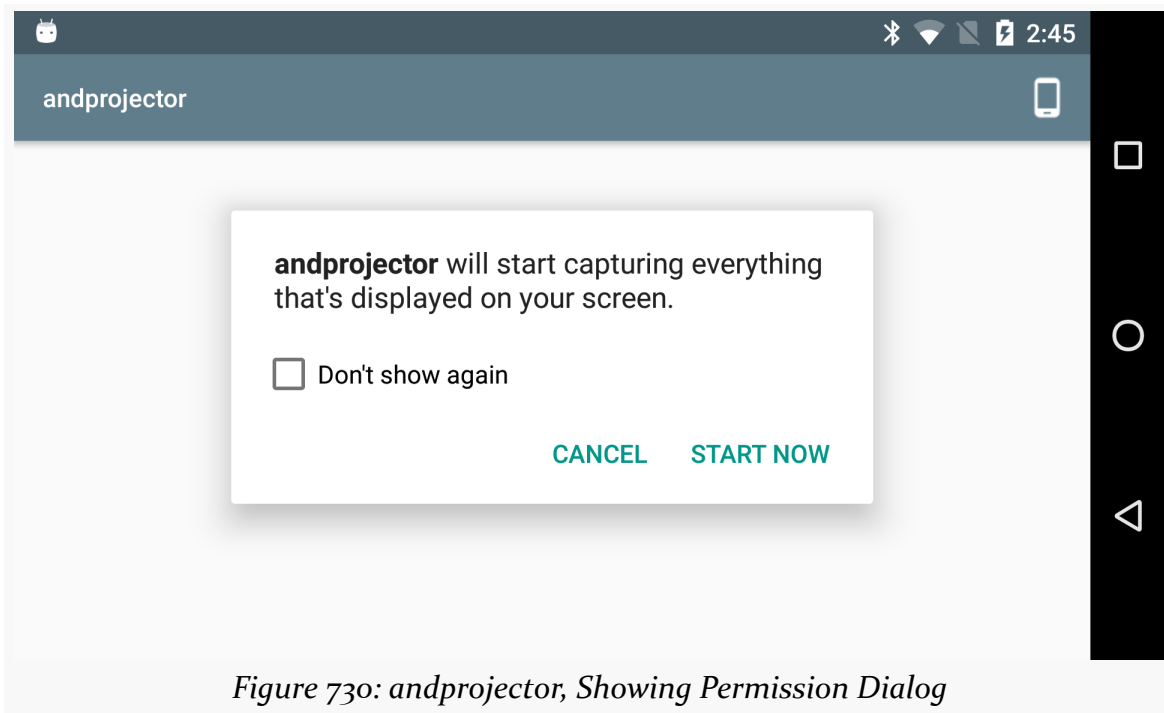 2:45
andprojector
andprojector will start capturing everything
that's displayed on your screen.
Don't show again
CANCEL START NOW
Figure 730: andprojector, Showing Permission Dialog